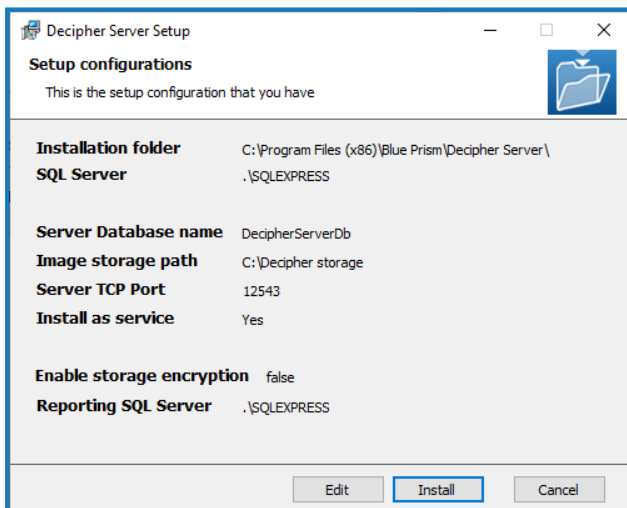 Decipher Server Setup
Setup configurations
This is the setup configuration that you have
Installation folder C:\Program Files (x86)\Blue Prism\Decipher Server\
SQL Server .\SQLEXPRESS
Server Database name DecipherServerDb
Image storage path C:\Decipher storage
Server TCP Port 12543
Install as service Yes
Enable storage encryption false
Reporting SQL Server .\SQLEXPRESS
Edit Install Cancel